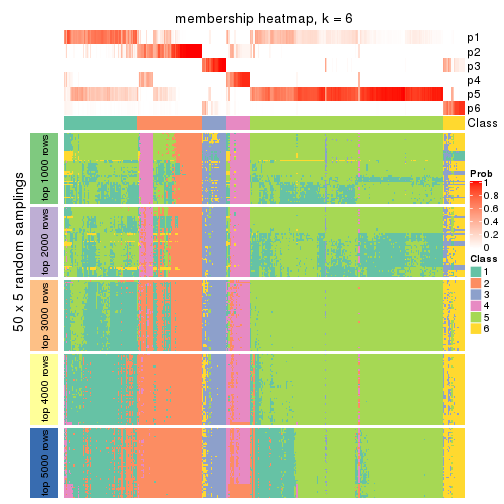 membership heatmap, k = 6
p1
p2
p3
p4
p5
p6
Class
50 x 5 random samplings
top 1000 rows
top 2000 rows
top 3000 rows
top 4000 rows
top 5000 rows
Prob
1
0.8
0.6
0.4
0.2
0
Class
1
2
3
4
5
6